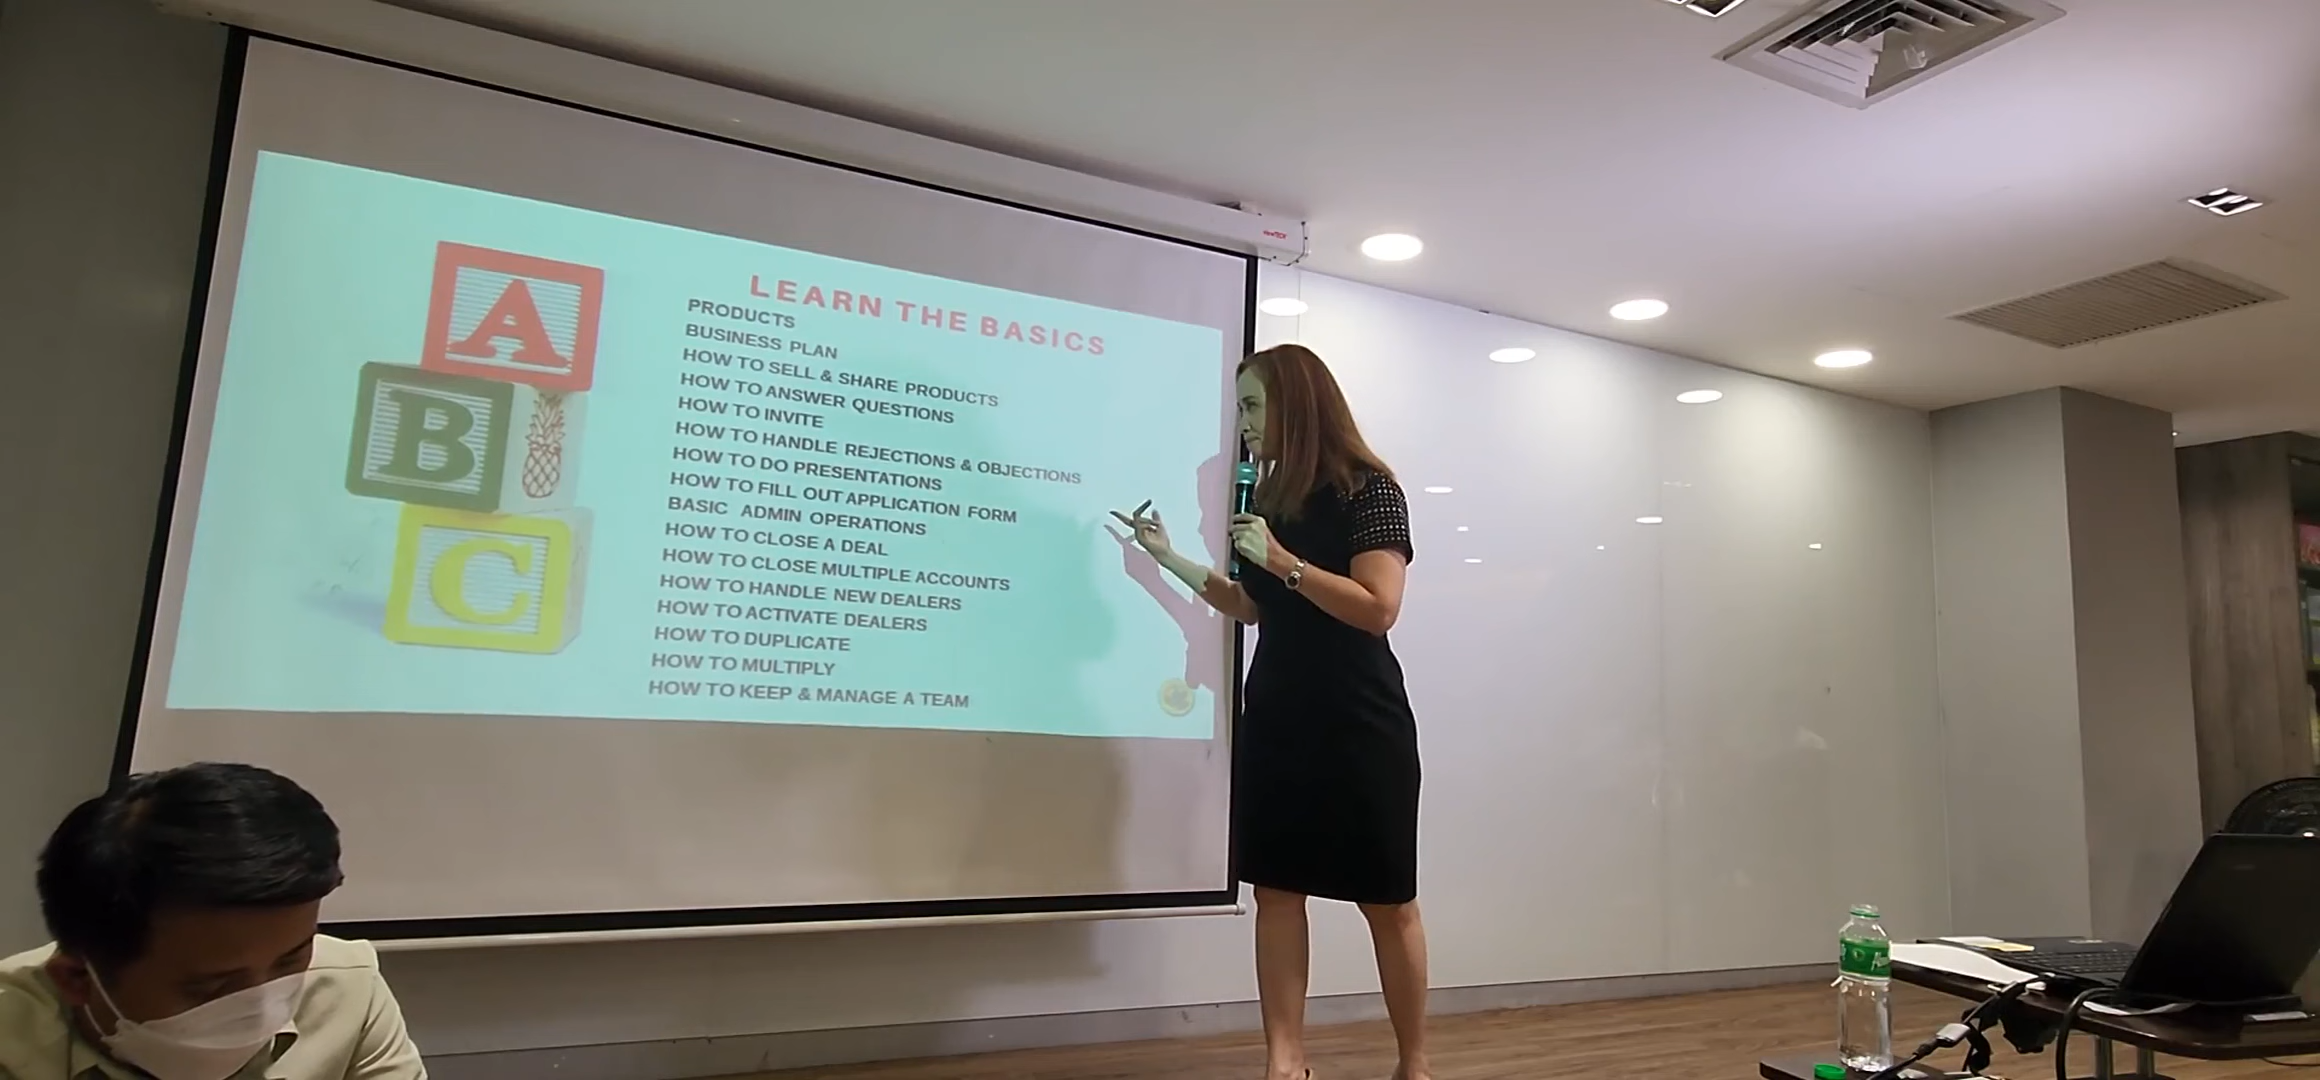 LEARN THE BASICS
PRODUCTS
BUSINESS PLAN
HOW TO SELL & SHARE PRODUCTS
HOW TO ANSWER QUESTIONS
HOW TO INVITE
HOW TO HANDLE REJECTIONS & OBJECTIONS
HOW TO DO PRESENTATIONS
HOW TO FILL OUT APPLICATION FORM
BASIC ADMIN OPERATIONS
HOW TO CLOSE A DEAL
HOW TO CLOSE MULTIPLE ACCOUNTS
HOW TO HANDLE NEW DEALERS
HOW TO ACTIVATE DEALERS
HOW TO DUPLICATE
HOW TO MULTIPLY
HOW TO KEEP & MANAGE A TEAM
A
B
C